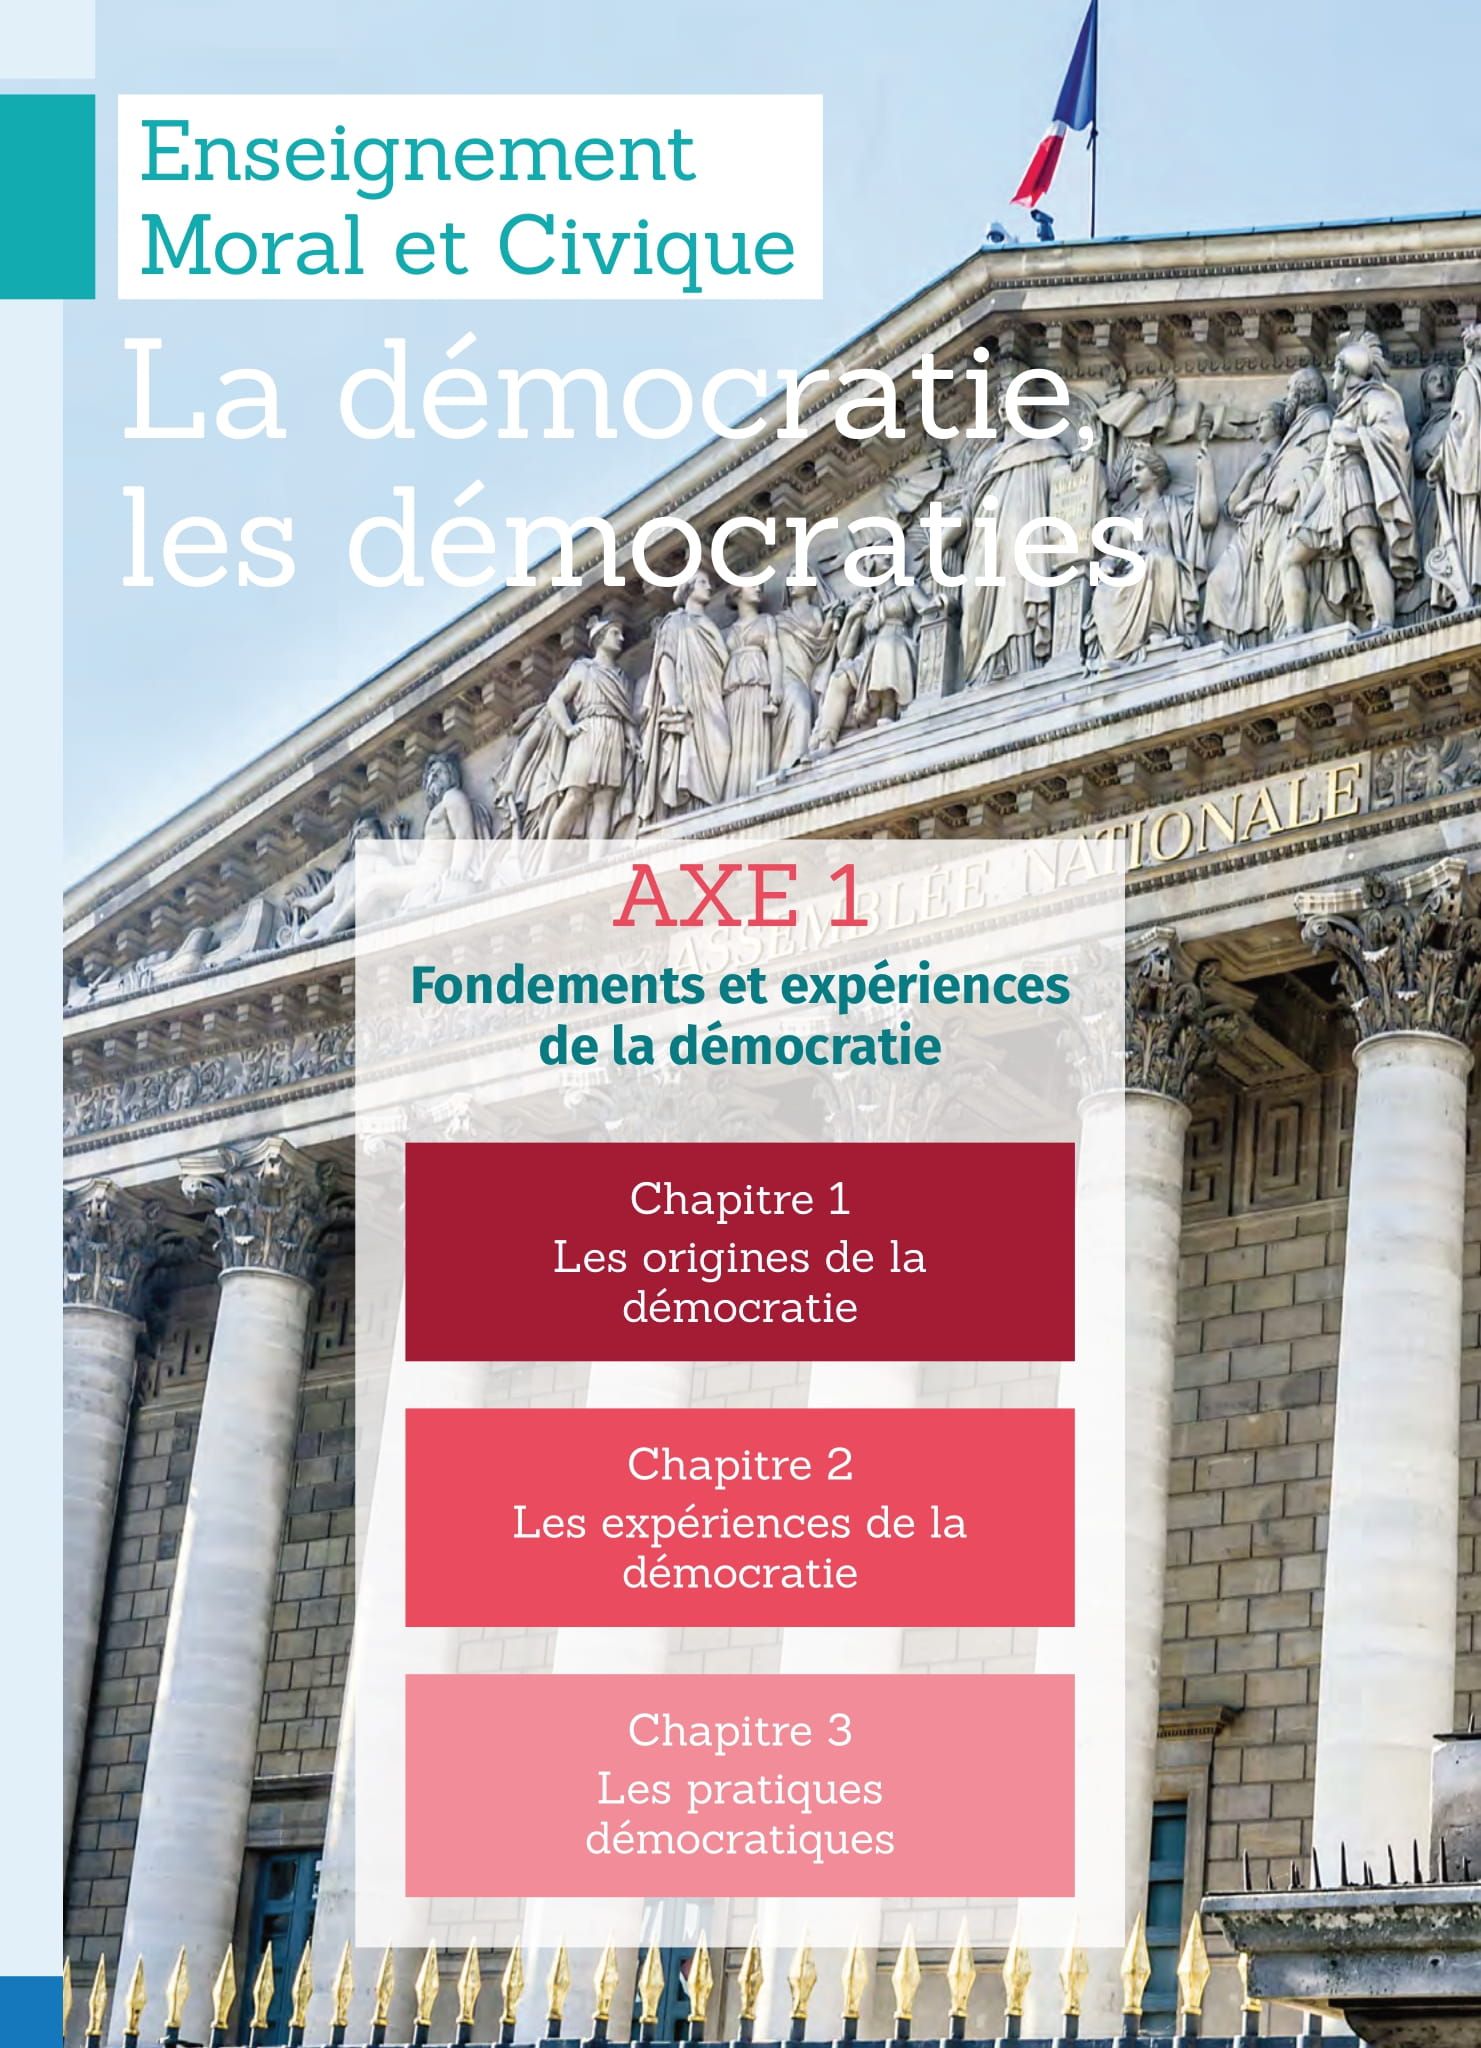 Enseignement
Moral et Civique
La démocratie,
les démocraties
ASSEMBLÉE NATIONALE
AXE 1
Fondements et expériences
de la démocratie
Chapitre 1
Les origines de la
démocratie
Chapitre 2
Les expériences de la
démocratie
Chapitre 3
Les pratiques
démocratiques